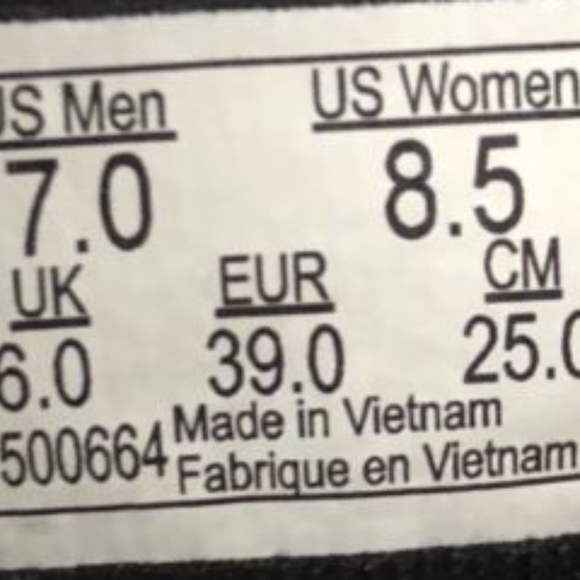 US Men US Women
7.0 8.5
UK EUR CM
6.0 39.0 25.0
500664 Made in Vietnam
Fabrique en Vietnam